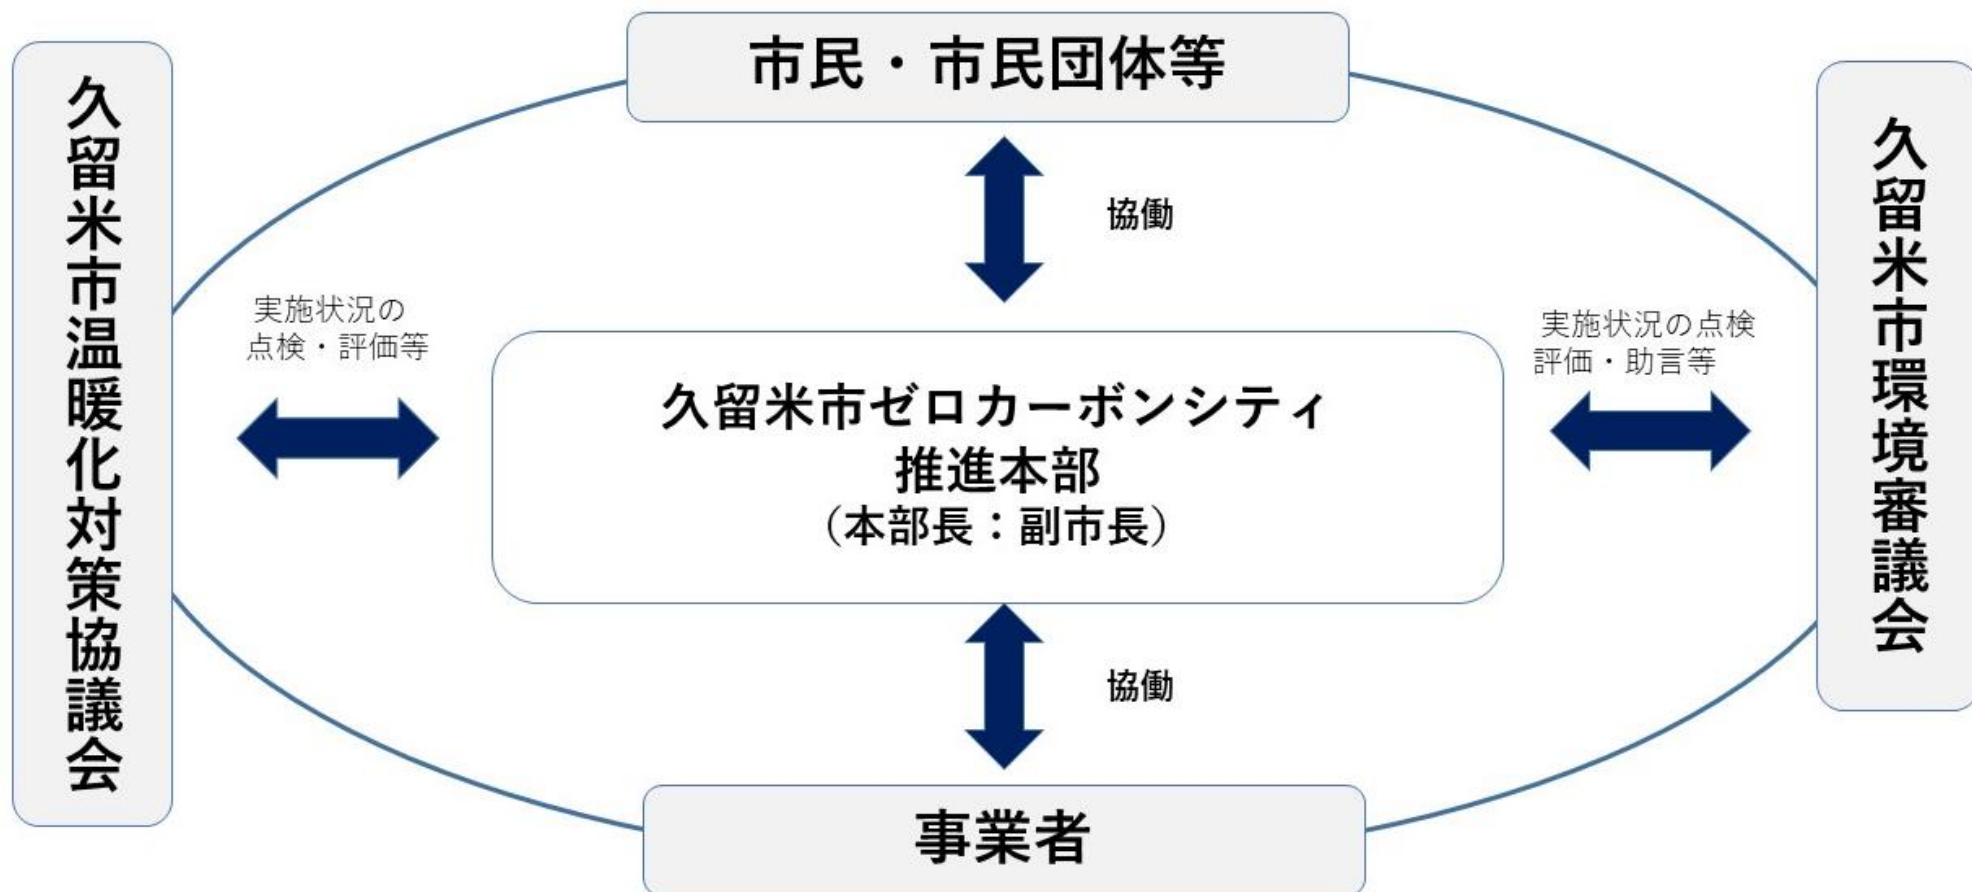 市民・市民団体等
久留米市温暖化対策協議会
久留米市環境審議会
協働
実施状況の
点検・評価等
実施状況の点検
評価・助言等
久留米市ゼロカーボンシティ
推進本部
（本部長：副市長）
協働
事業者